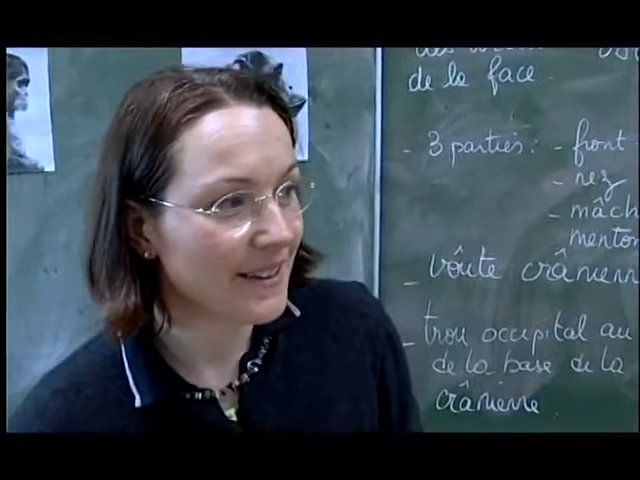 de la face.
- 3 parties : - front
- nez
- mâch
menton
- voûte crânienn
- trou occipital au
de la base de la
crânienne.